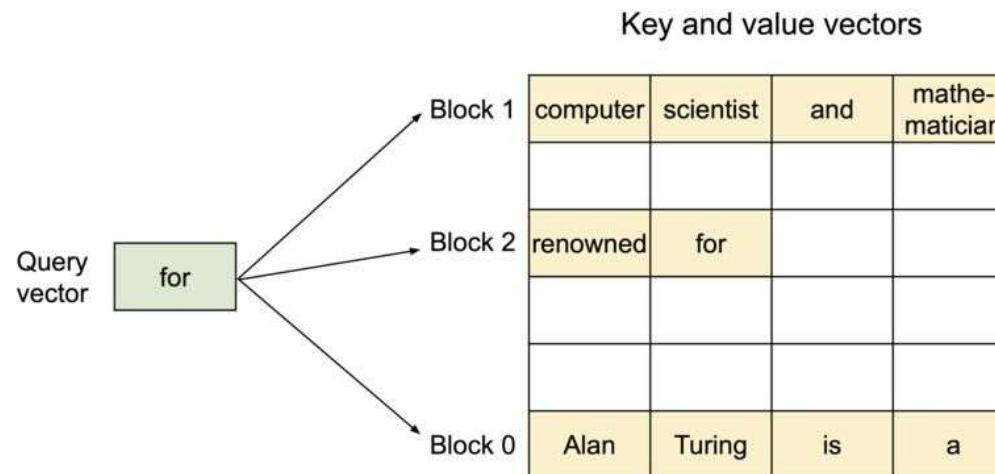 Key and value vectors
Block 1 computer scientist and mathe-
matician
Block 2 renowned for
Query
vector
for
Block 0 Alan Turing is a